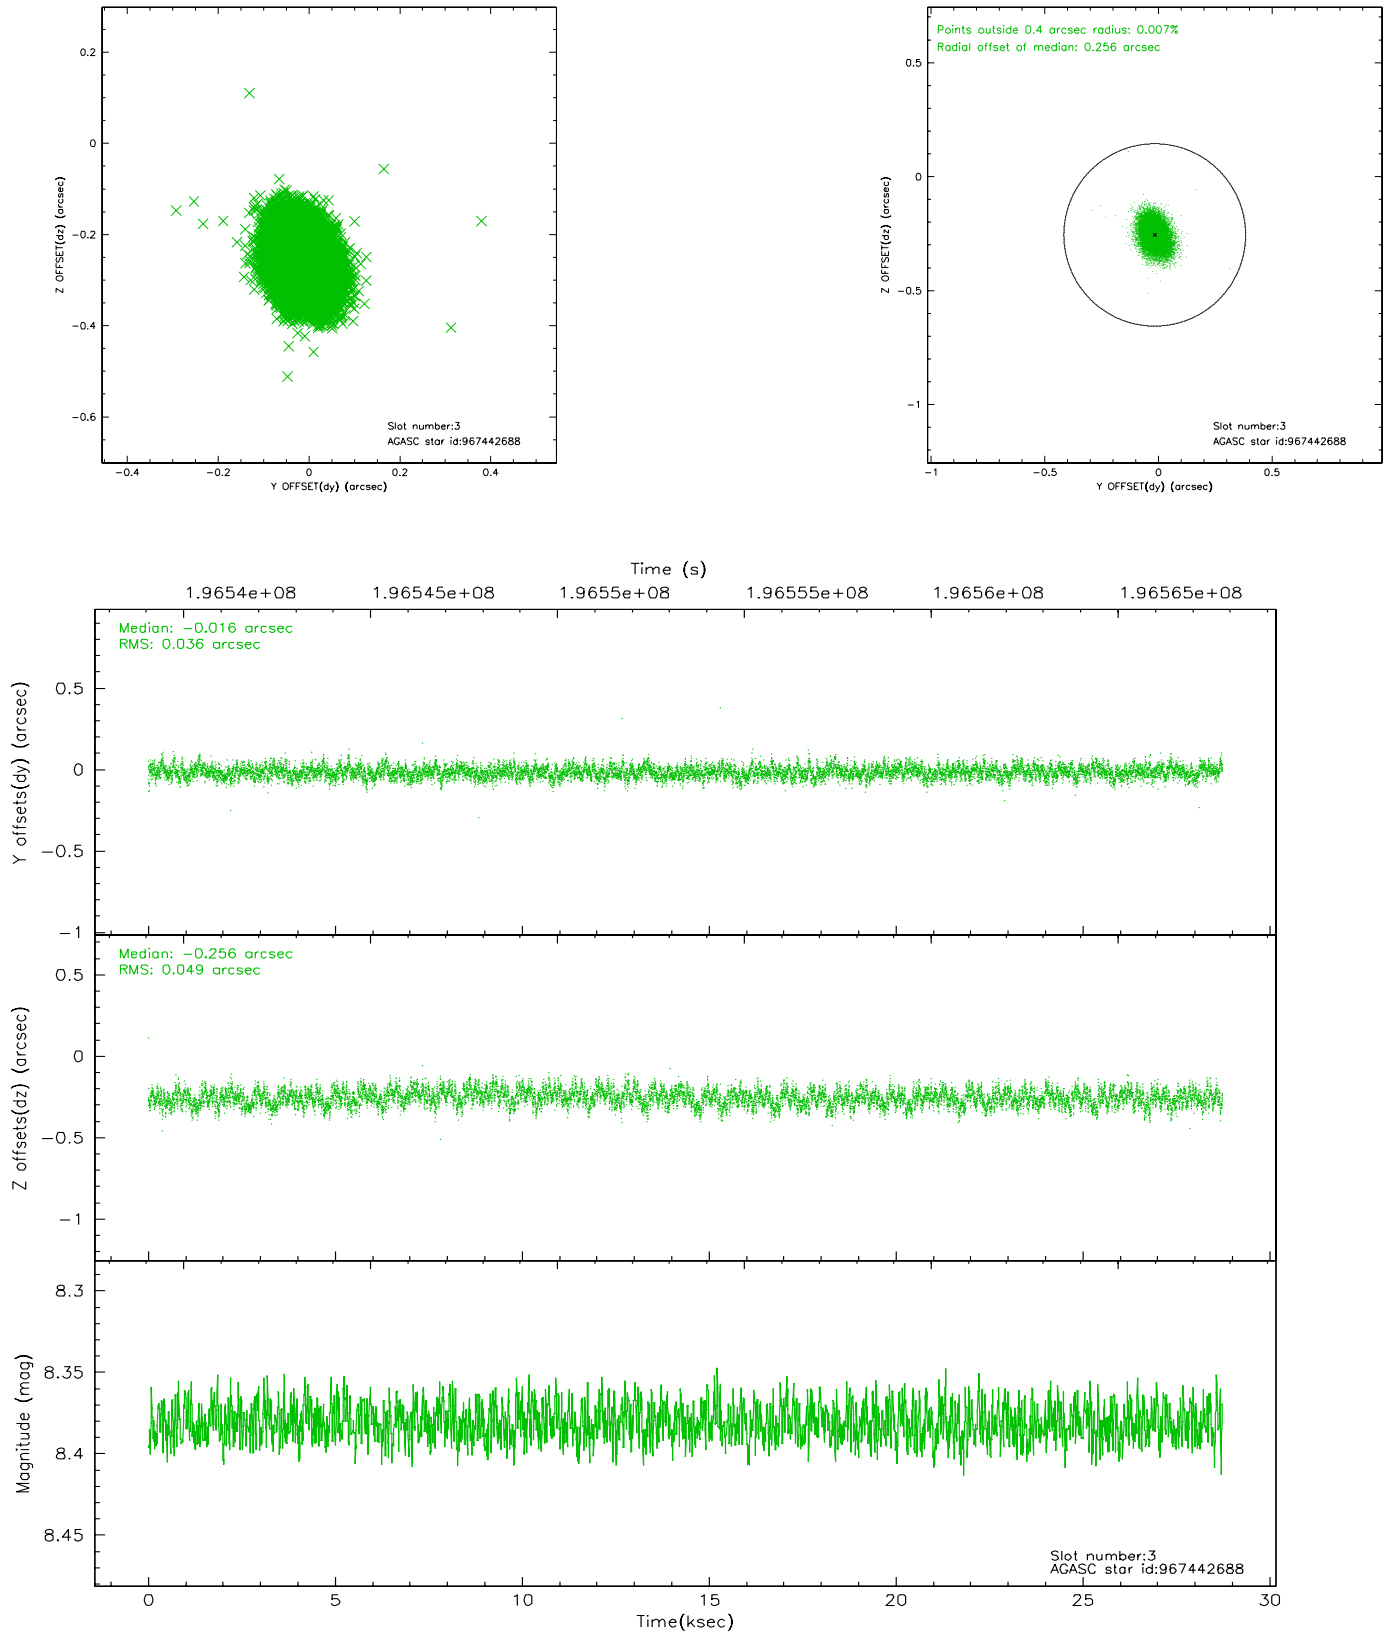 0.2
0
-0.2
-0.4
-0.6
-0.4
-0.2
0
0.2
0.4
Z OFFSET(dz) (arcsec)
Y OFFSET(dy) (arcsec)
Slot number:3
AGASC star id:967442688
Points outside 0.4 arcsec radius: 0.007%
Radial offset of median: 0.256 arcsec
0.5
0
-0.5
-1
-1
-0.5
0
0.5
Z OFFSET(dz) (arcsec)
Y OFFSET(dy) (arcsec)
Slot number:3
AGASC star id:967442688
Time (s)
1.9654e+08
1.96545e+08
1.9655e+08
1.96555e+08
1.9656e+08
1.96565e+08
Median: -0.016 arcsec
RMS: 0.036 arcsec
0.5
0
-0.5
-1
Y offsets(dy) (arcsec)
Median: -0.256 arcsec
RMS: 0.049 arcsec
0.5
0
-0.5
-1
Z offsets(dz) (arcsec)
8.3
8.35
8.4
8.45
Magnitude (mag)
Slot number:3
AGASC star id:967442688
0
5
10
15
20
25
30
Time(ksec)